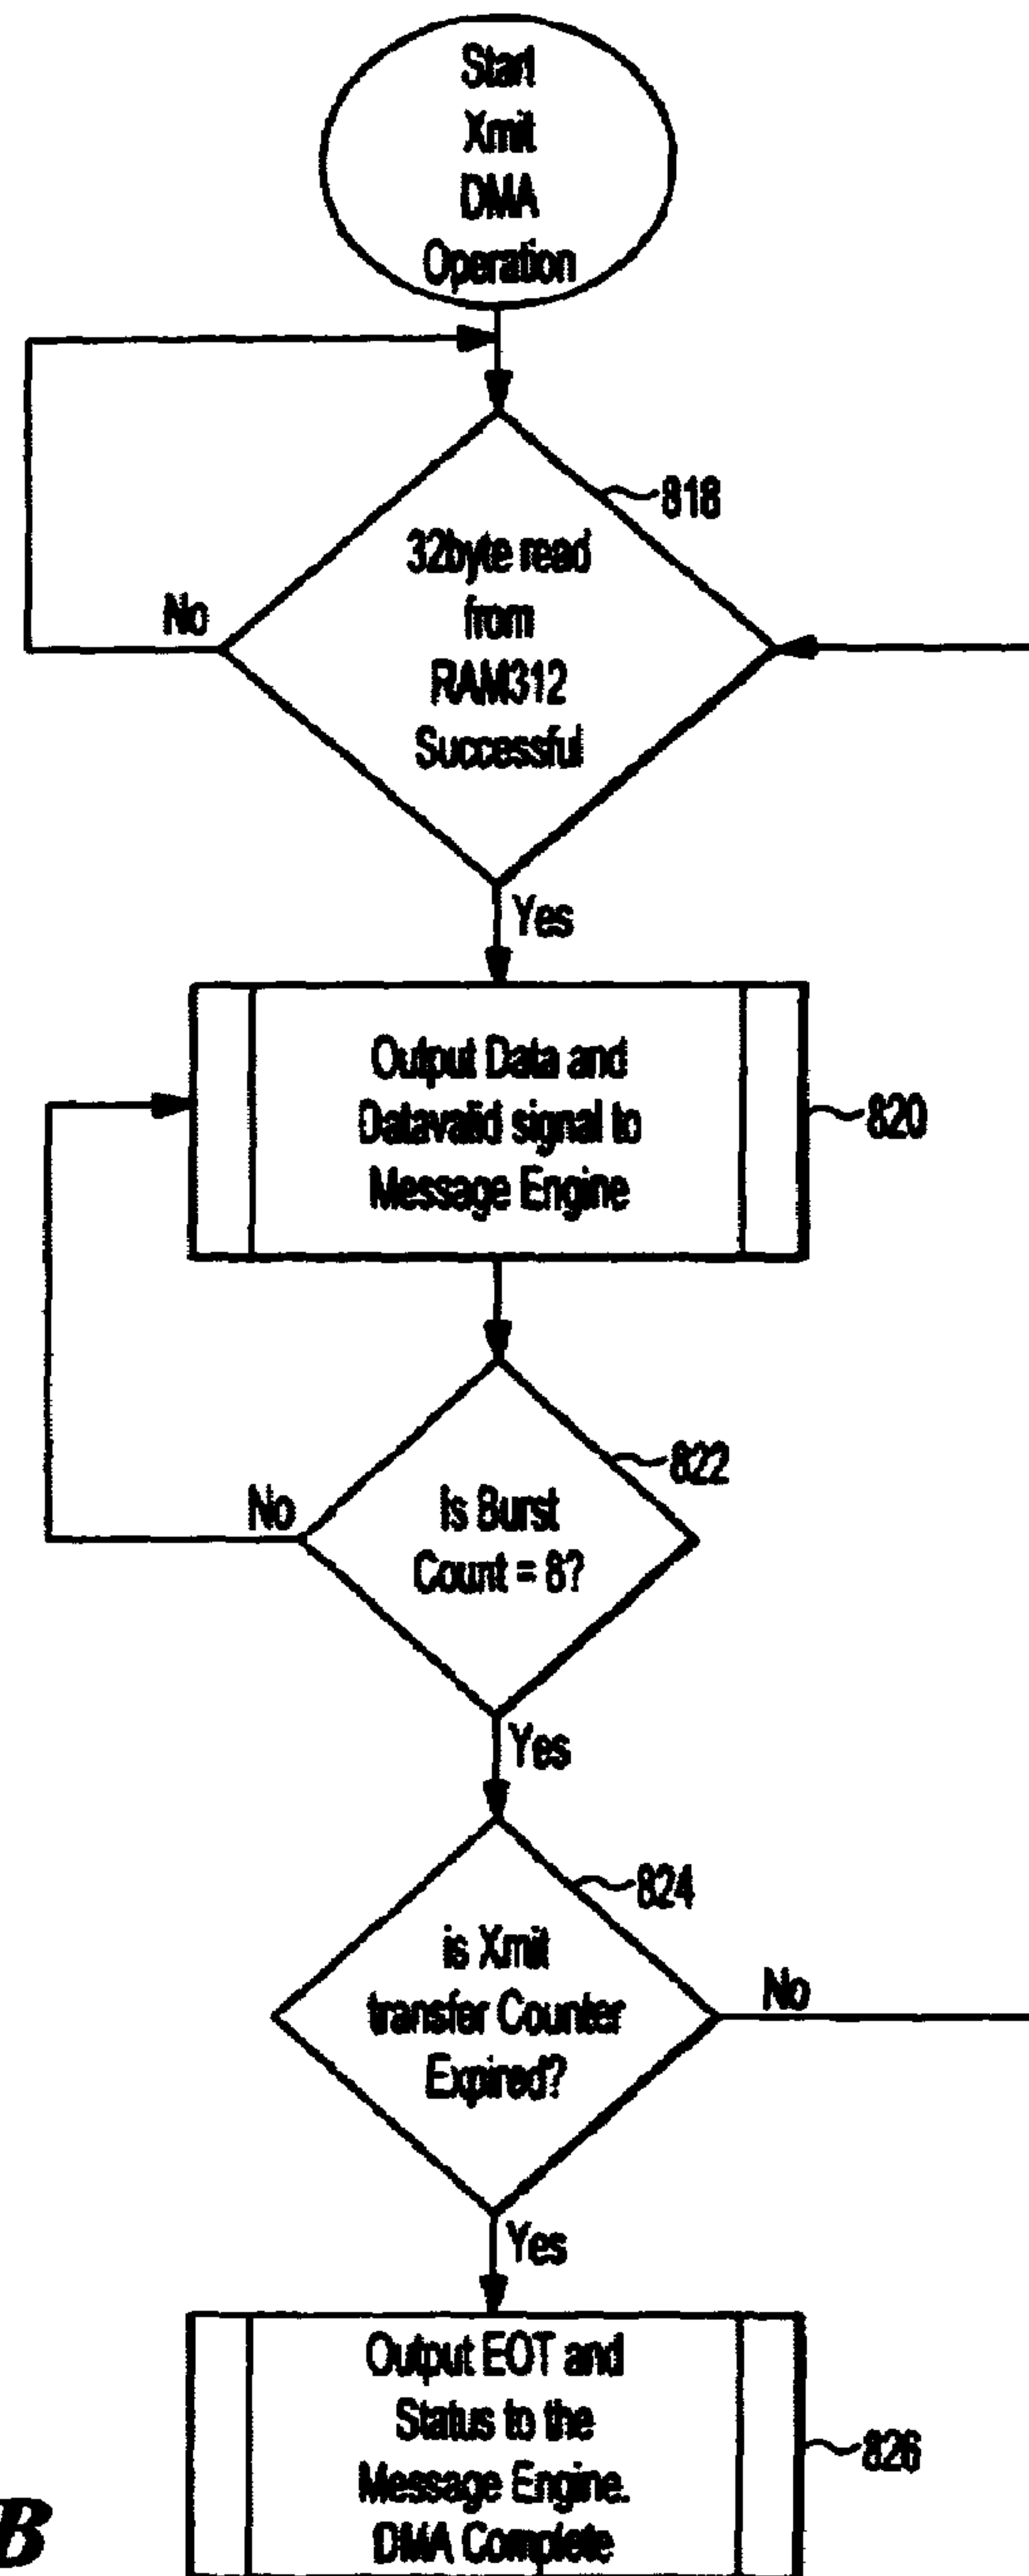 Start
Xmit
DMA
Operation
818
32byte read
from
RAM312
Successful
No
Yes
Output Data and
Datavalid signal to
Message Engine
820
822
Is Burst
Count = 8?
No
Yes
824
is Xmit
transfer Counter
Expired?
No
Yes
Output EOT and
Status to the
Message Engine.
DMA Complete
826
B